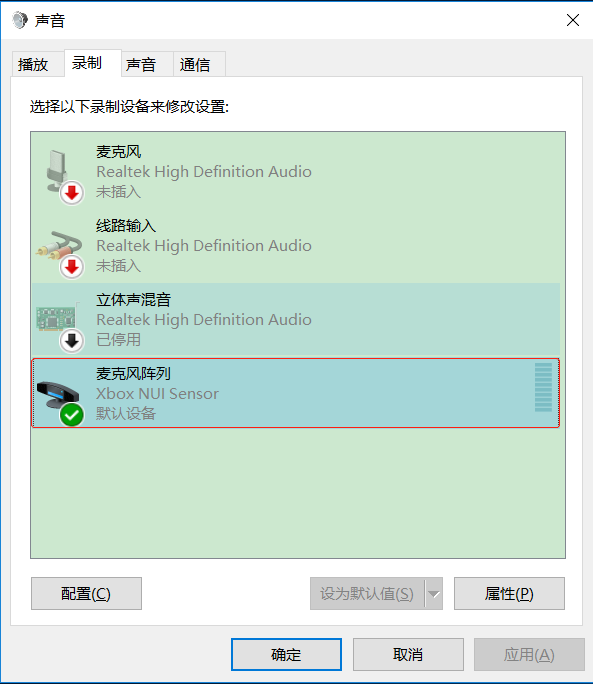 声音
播放
录制
声音
通信
选择以下录制设备来修改设置:
麦克风
Realtek High Definition Audio
未插入
线路输入
Realtek High Definition Audio
未插入
立体声混音
Realtek High Definition Audio
已停用
麦克风阵列
Xbox NUI Sensor
默认设备
配置(C)
设为默认值(S)
属性(P)
确定
取消
应用(A)